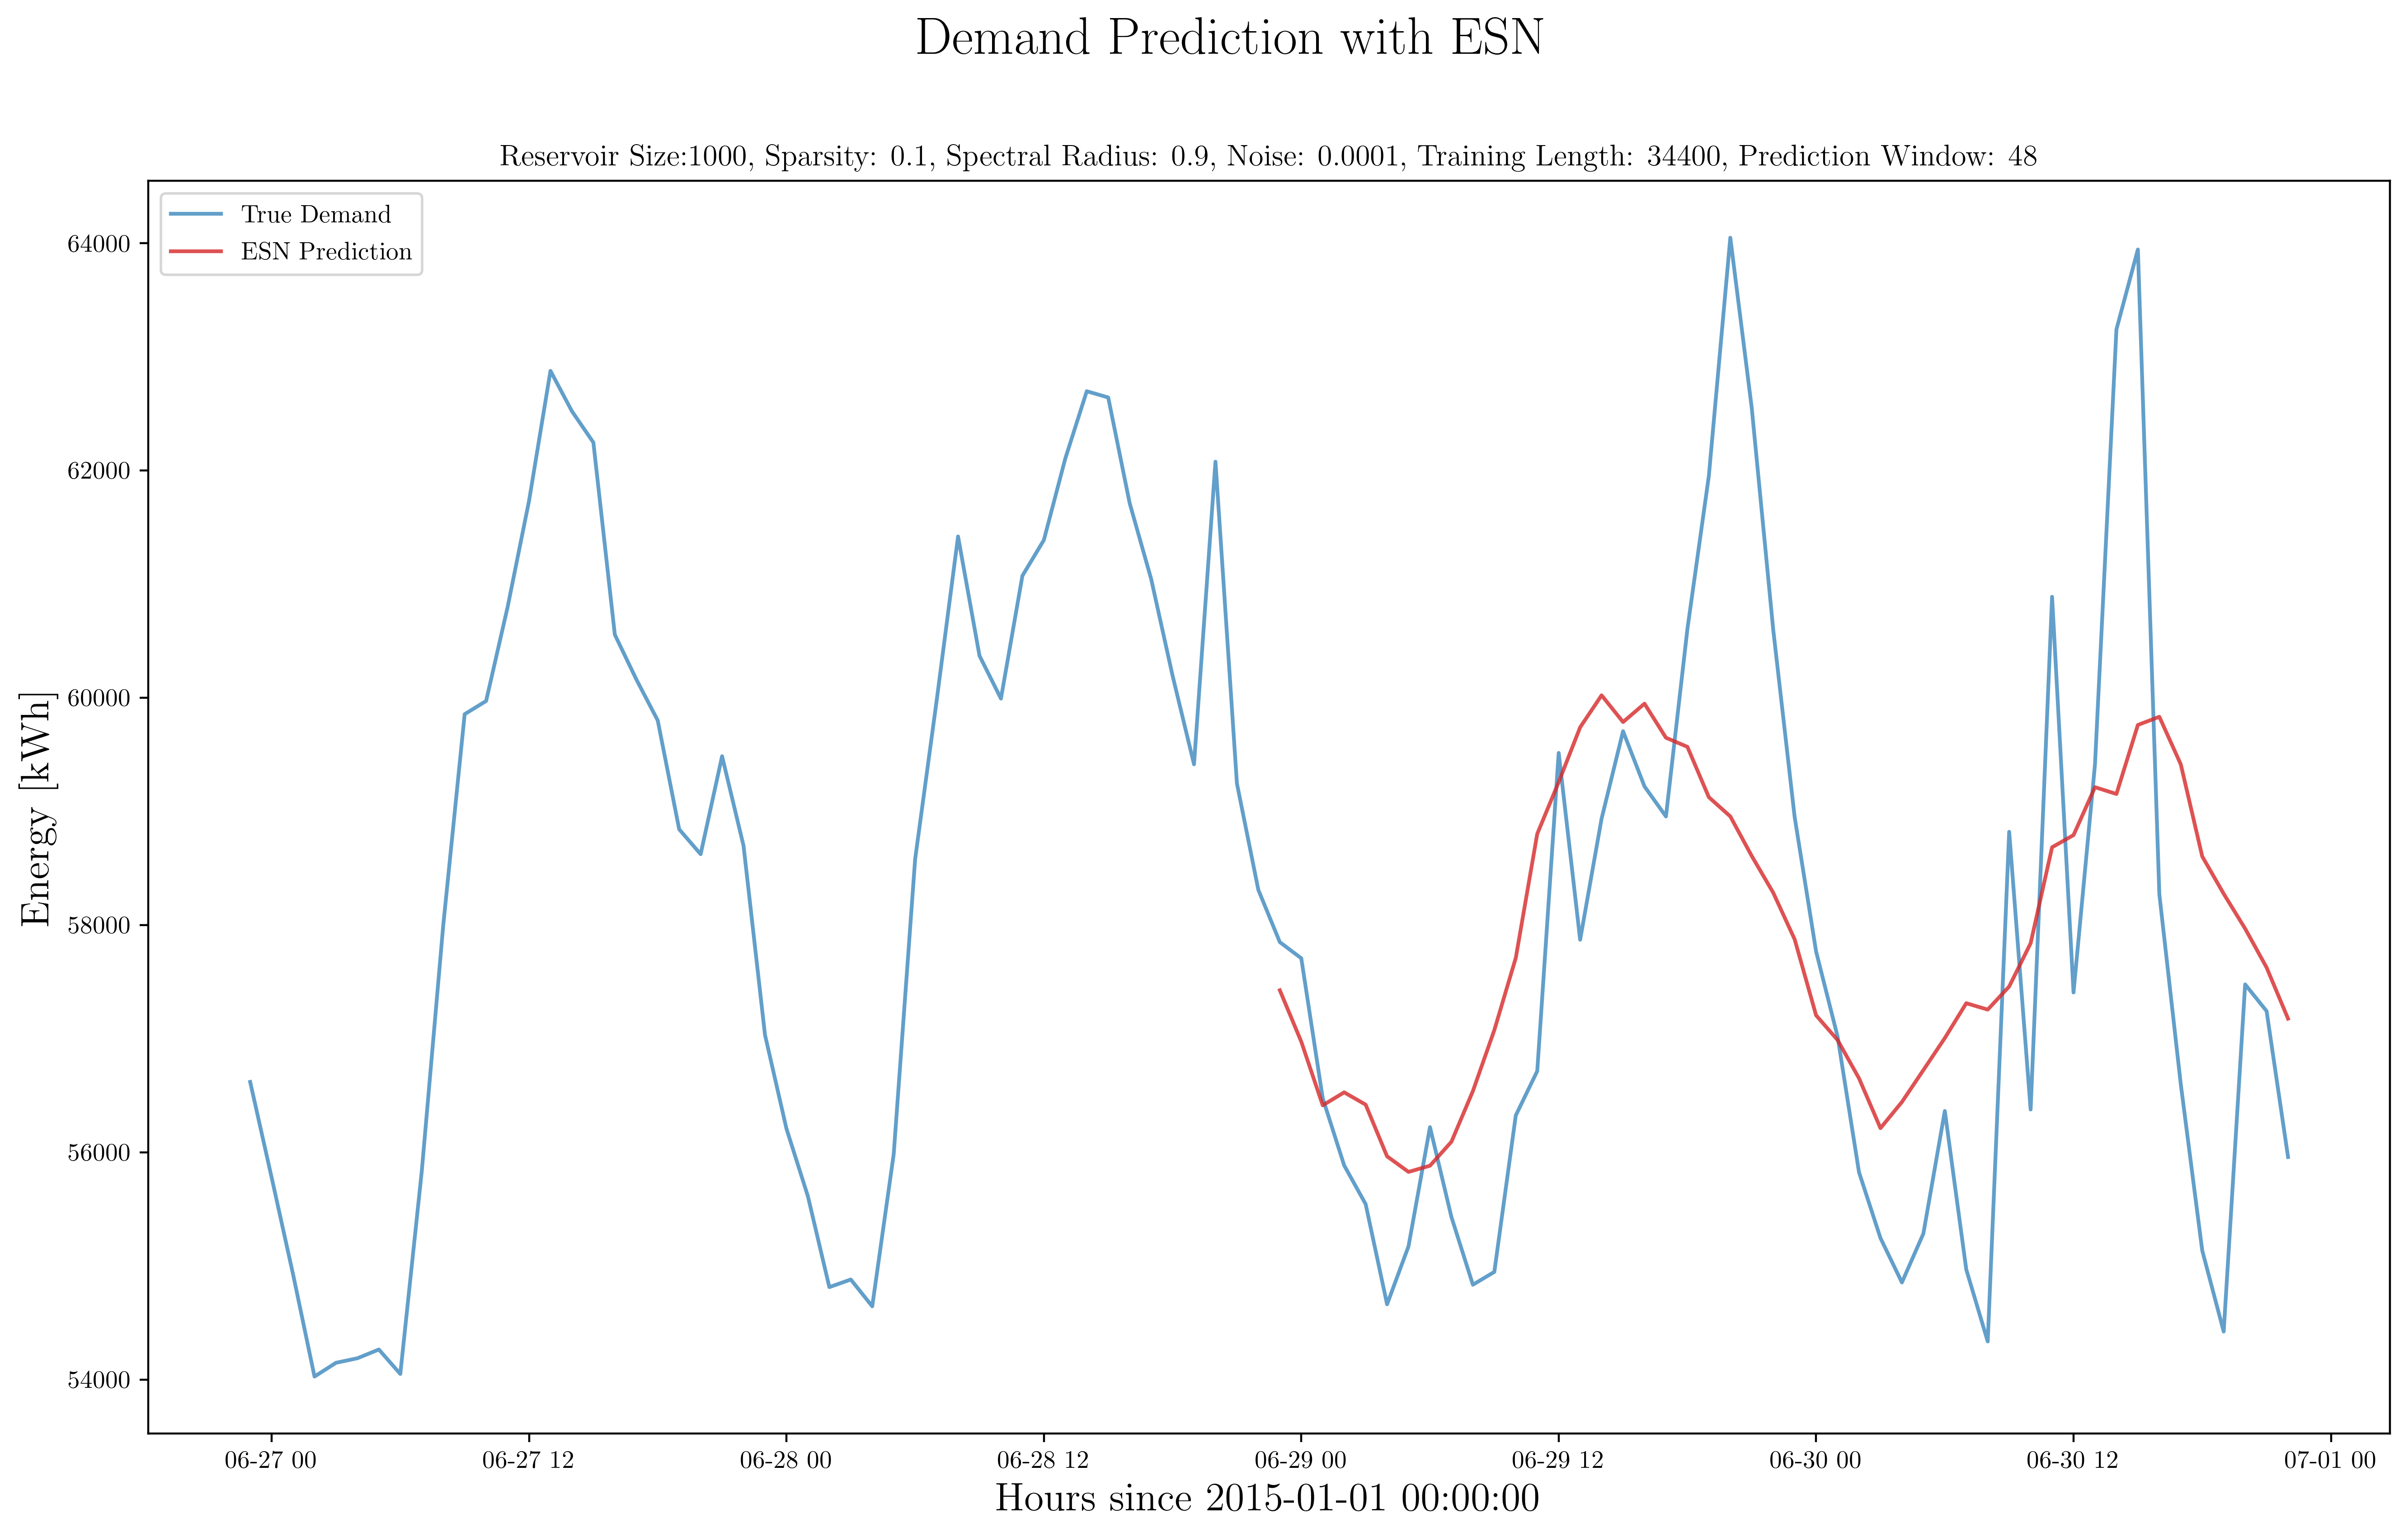 Demand Prediction with ESN
Reservoir Size:1000, Sparsity: 0.1, Spectral Radius: 0.9, Noise: 0.0001, Training Length: 34400, Prediction Window: 48
True Demand
ESN Prediction
64000
62000
60000
58000
56000
54000
Energy [kWh]
06-27 00
06-27 12
06-28 00
06-28 12
06-29 00
06-29 12
06-30 00
06-30 12
07-01 00
Hours since 2015-01-01 00:00:00